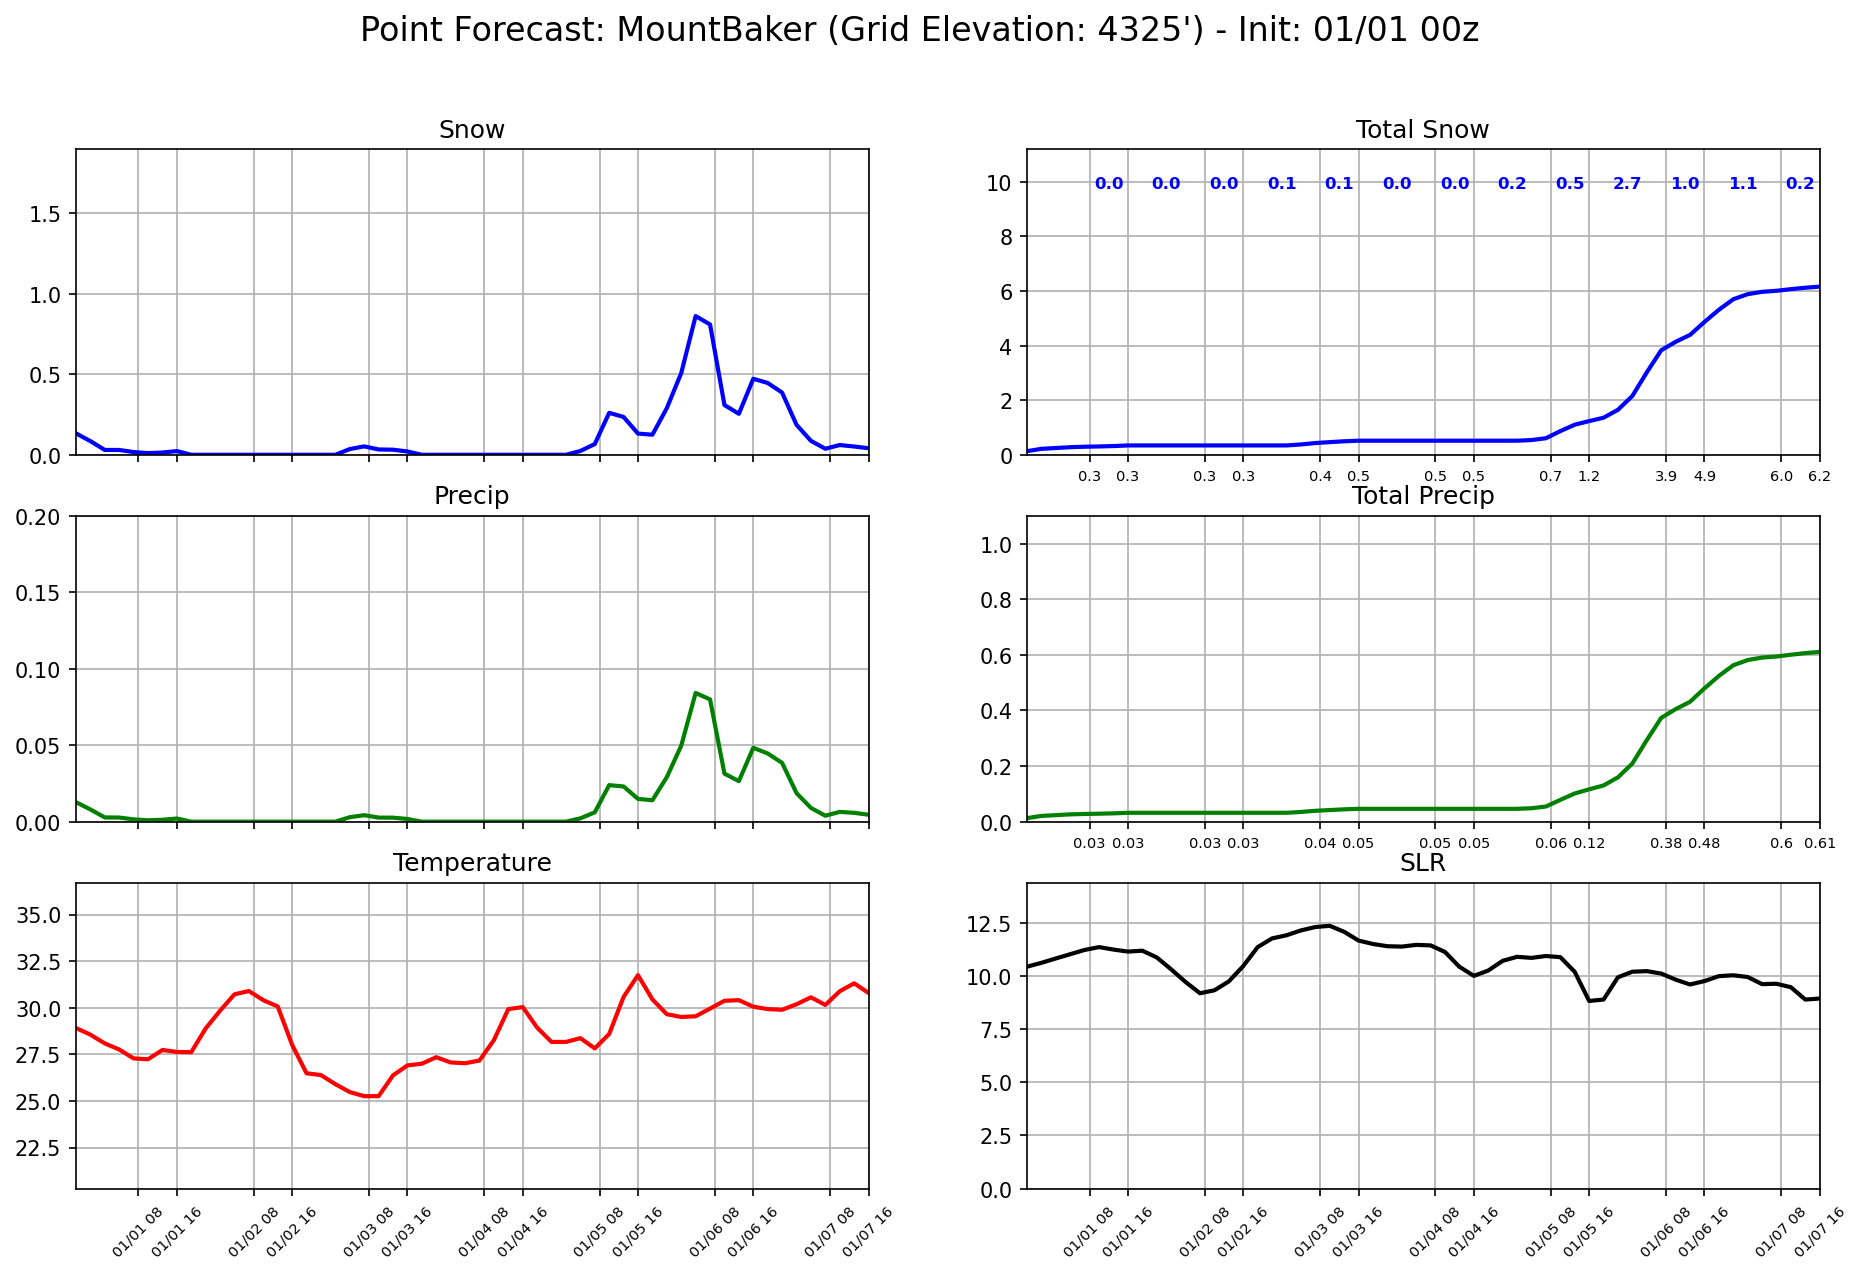 Point Forecast: MountBaker (Grid Elevation: 4325') - Init: 01/01 00z
Snow
1.5
1.0
0.5
0.0
Total Snow
10
8
6
4
2
0
0.0 0.0 0.0 0.1 0.1 0.0 0.0 0.2 0.5 2.7 1.0 1.1 0.2
0.3 0.3 0.3 0.3 0.4 0.5 0.5 0.5 0.7 1.2 3.9 4.9 6.0 6.2
Precip
0.20
0.15
0.10
0.05
0.00
Total Precip
1.0
0.8
0.6
0.4
0.2
0.0
0.03 0.03 0.03 0.03 0.04 0.05 0.05 0.05 0.06 0.12 0.38 0.48 0.6 0.61
Temperature
35.0
32.5
30.0
27.5
25.0
22.5
01/01 08 01/01 16 01/02 08 01/02 16 01/03 08 01/03 16 01/04 08 01/04 16 01/05 08 01/05 16 01/06 08 01/06 16 01/07 08 01/07 16
SLR
12.5
10.0
7.5
5.0
2.5
0.0
01/01 08 01/01 16 01/02 08 01/02 16 01/03 08 01/03 16 01/04 08 01/04 16 01/05 08 01/05 16 01/06 08 01/06 16 01/07 08 01/07 16